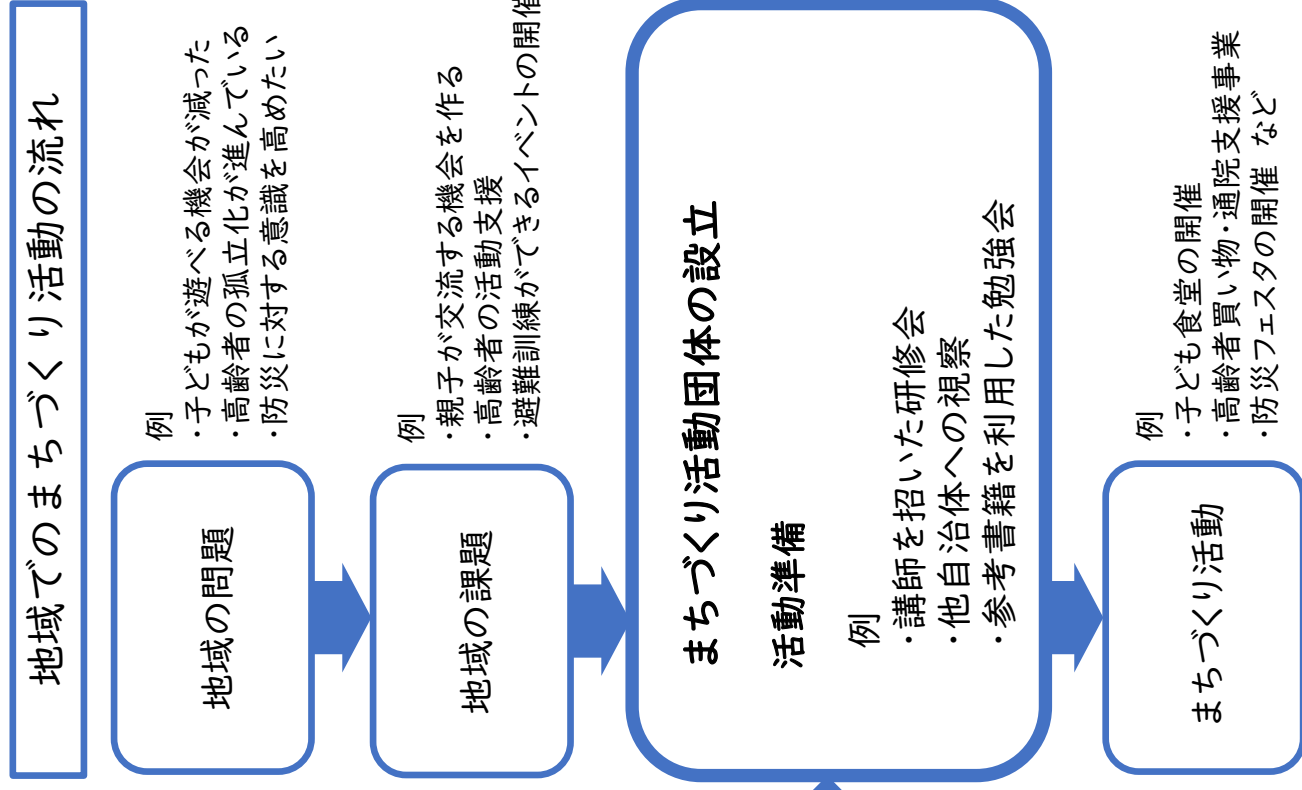 地域でのまちづくり活動の流れ
地域の問題
例
・子どもが遊べる機会が減った
・高齢者の孤立化が進んでいる
・防災に対する意識を高めたい
地域の課題
例
・親子が交流する機会を作る
・高齢者の活動支援
・避難訓練ができるイベントの開催
まちづくり活動団体の設立
活動準備
例
・講師を招いた研修会
・他自治体への視察
・参考書籍を利用した勉強会
まちづくり活動
例
・子ども食堂の開催
・高齢者買い物・通院支援事業
・防災フェスタの開催 など